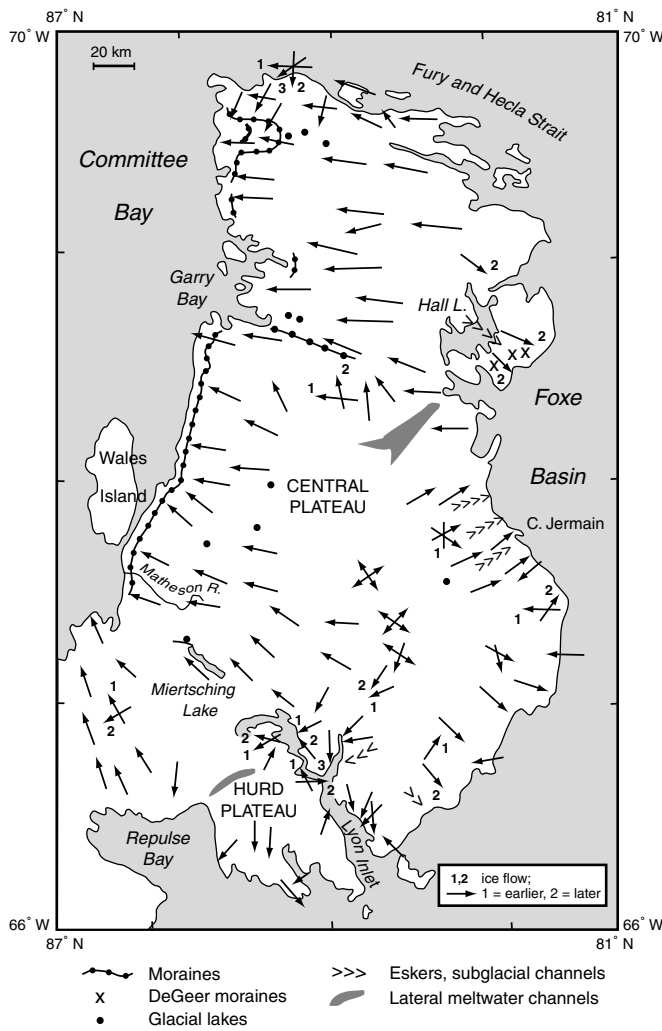 87° N
81° N
70° W
70° W
20 km
1
3 2
Fury and Hecla Strait
Committee
Bay
2
Garry
Bay
Hall L.
2
X X
X
2
2
1
Foxe
Wales
Island
CENTRAL
PLATEAU
Basin
C. Jermain
1
Matheson R.
2
1
Miertsching
Lake
1
2
2
1
1
2
2
1
3
1
2
1
2
HURD
PLATEAU
Lyon Inlet
Repulse
Bay
1,2 ice flow;
1 = earlier, 2 = later
66° W
66° W
87° N
81° N
Moraines
>>> Eskers, subglacial channels
X DeGeer moraines
Lateral meltwater channels
Glacial lakes